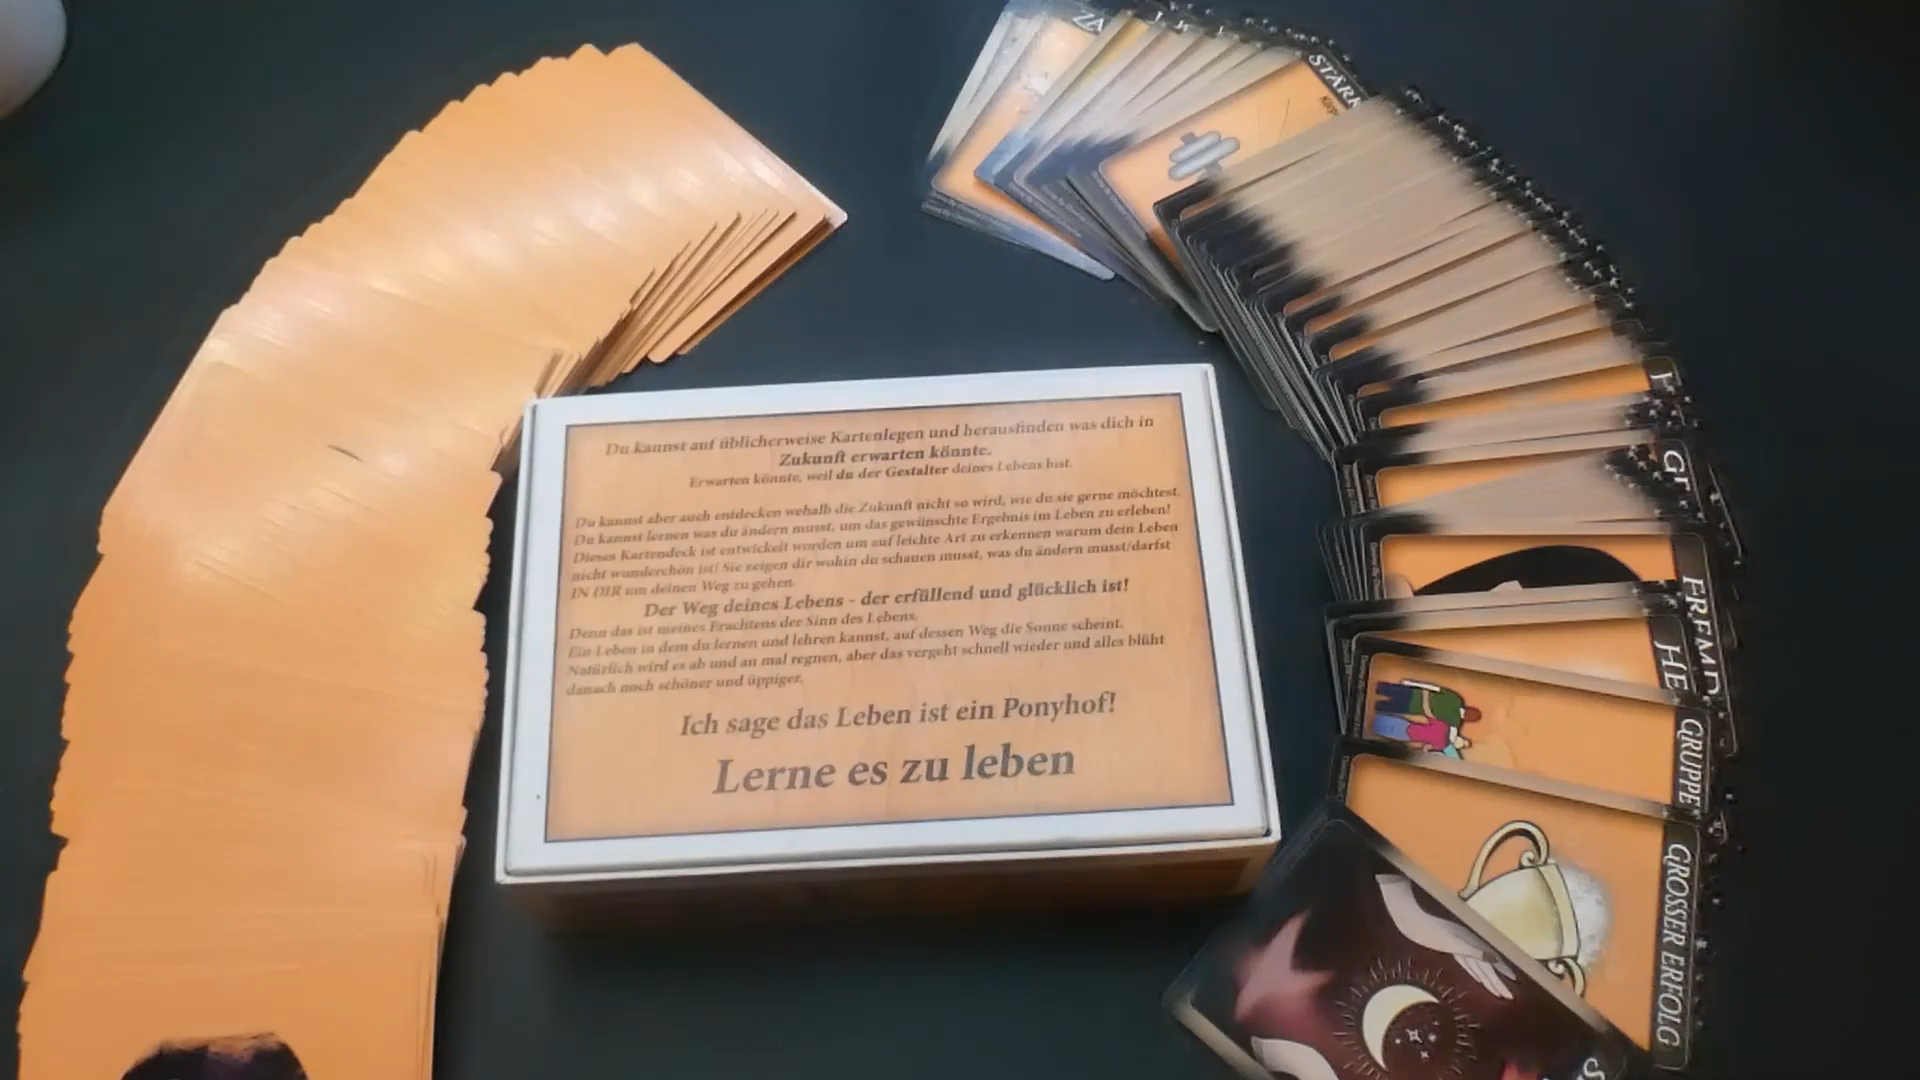 Du kannst auf üblicherweise Kartenlegen und herausfinden was dich in
Zukunft erwarten könnte.
Erwarten könnte, weil du der Gestalter deines Lebens bist.
Du kannst aber auch entdecken wehalb die Zukunft nicht so wird, wie du sie gerne möchtest.
Du kannst lernen was du ändern musst, um das gewünschte Ergebnis im Leben zu erleben!
Dieses Kartendeck ist entwickelt worden um auf leichte Art zu erkennen warum dein Leben
nicht wunderschön ist! Sie zeigen dir wohin du schauen musst, was du ändern musst/darfst
IN DIR um deinen Weg zu gehen.
Der Weg deines Lebens - der erfüllend und glücklich ist!
Denn das ist meines Erachtens der Sinn des Lebens.
Ein Leben in dem du lernen und lehren kannst, auf dessen Weg die Sonne scheint.
Natürlich wird es ab und an mal regnen, aber das vergeht schnell wieder und alles blüht
danach noch schöner und üppiger.
Ich sage das Leben ist ein Ponyhof!
Lerne es zu leben
STÄRK
FREMD
HE
GRUPPE
GROSSER ERFOLG